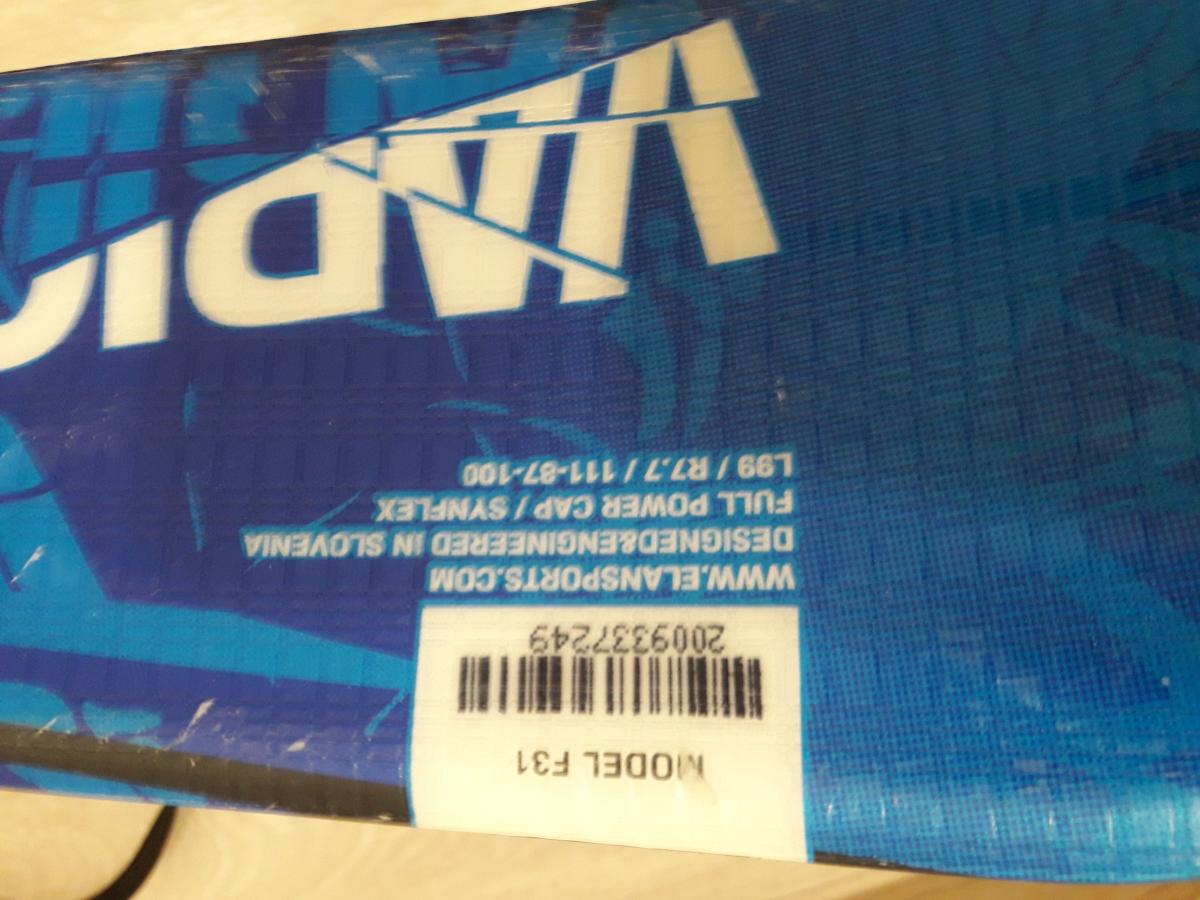 MODEL F31
2009337249
WWW.ELANSPORTS.COM
DESIGNED&ENGINEERED IN SLOVENIA
FULL POWER CAP / SYNFLEX
L99 / R7.7 / 111-87-100